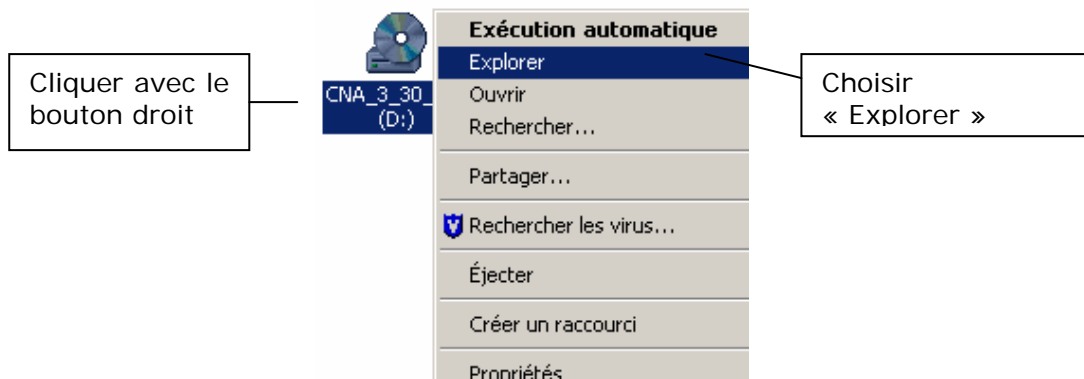 Cliquer avec le
bouton droit
CNA_3_30_
(D:)
Exécution automatique
Explorer
Ouvrir
Rechercher...
Partager...
Rechercher les virus...
Éjecter
Créer un raccourci
Propriétés
Choisir
« Explorer »